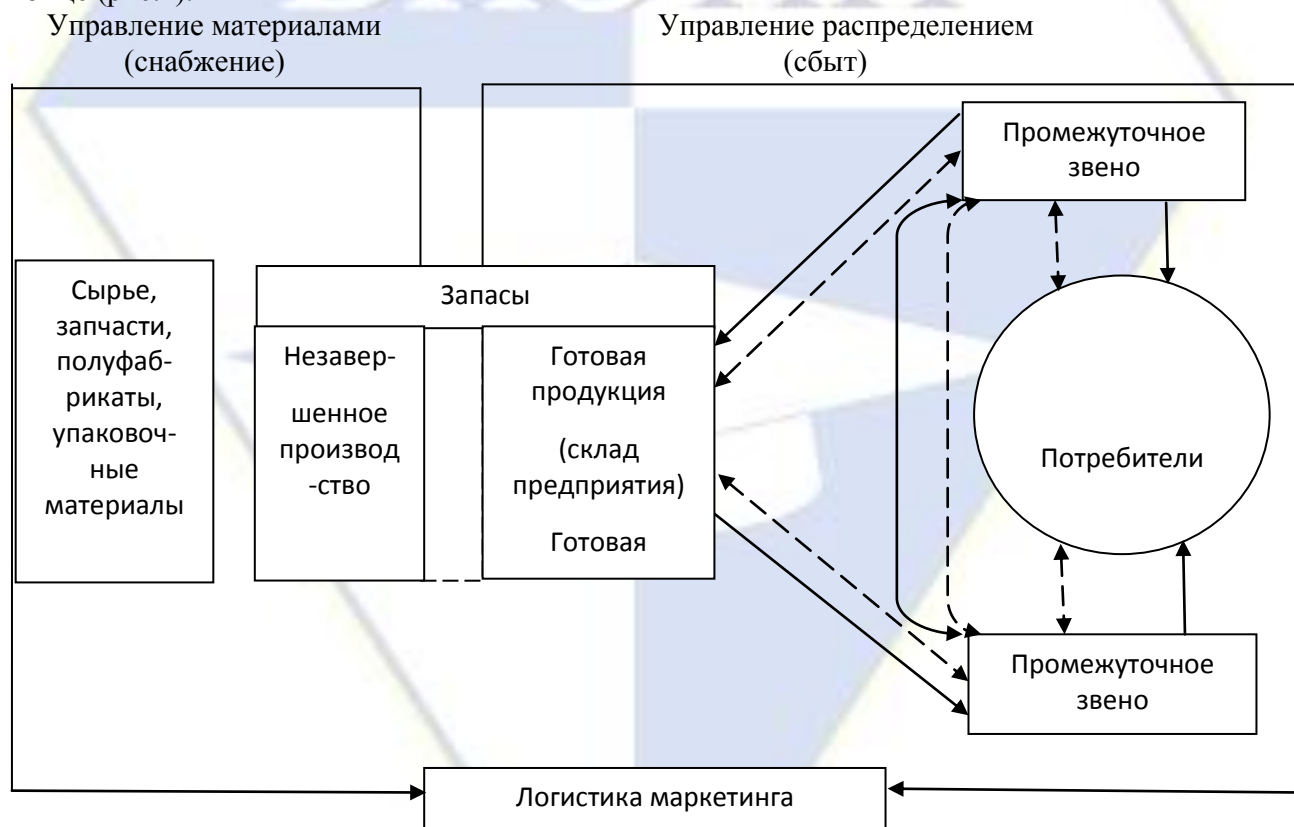 Управление материалами
(снабжение)
Управление распределением
(сбыт)
Промежуточное
звено
Сырье,
запчасти,
полуфаб-
рикаты,
упаковоч-
ные
материалы
Запасы
Незавер-
шенное
производ
-ство
Готовая
продукция
(склад
предприятия)
Готовая
Потребители
Промежуточное
звено
Логистика маркетинга